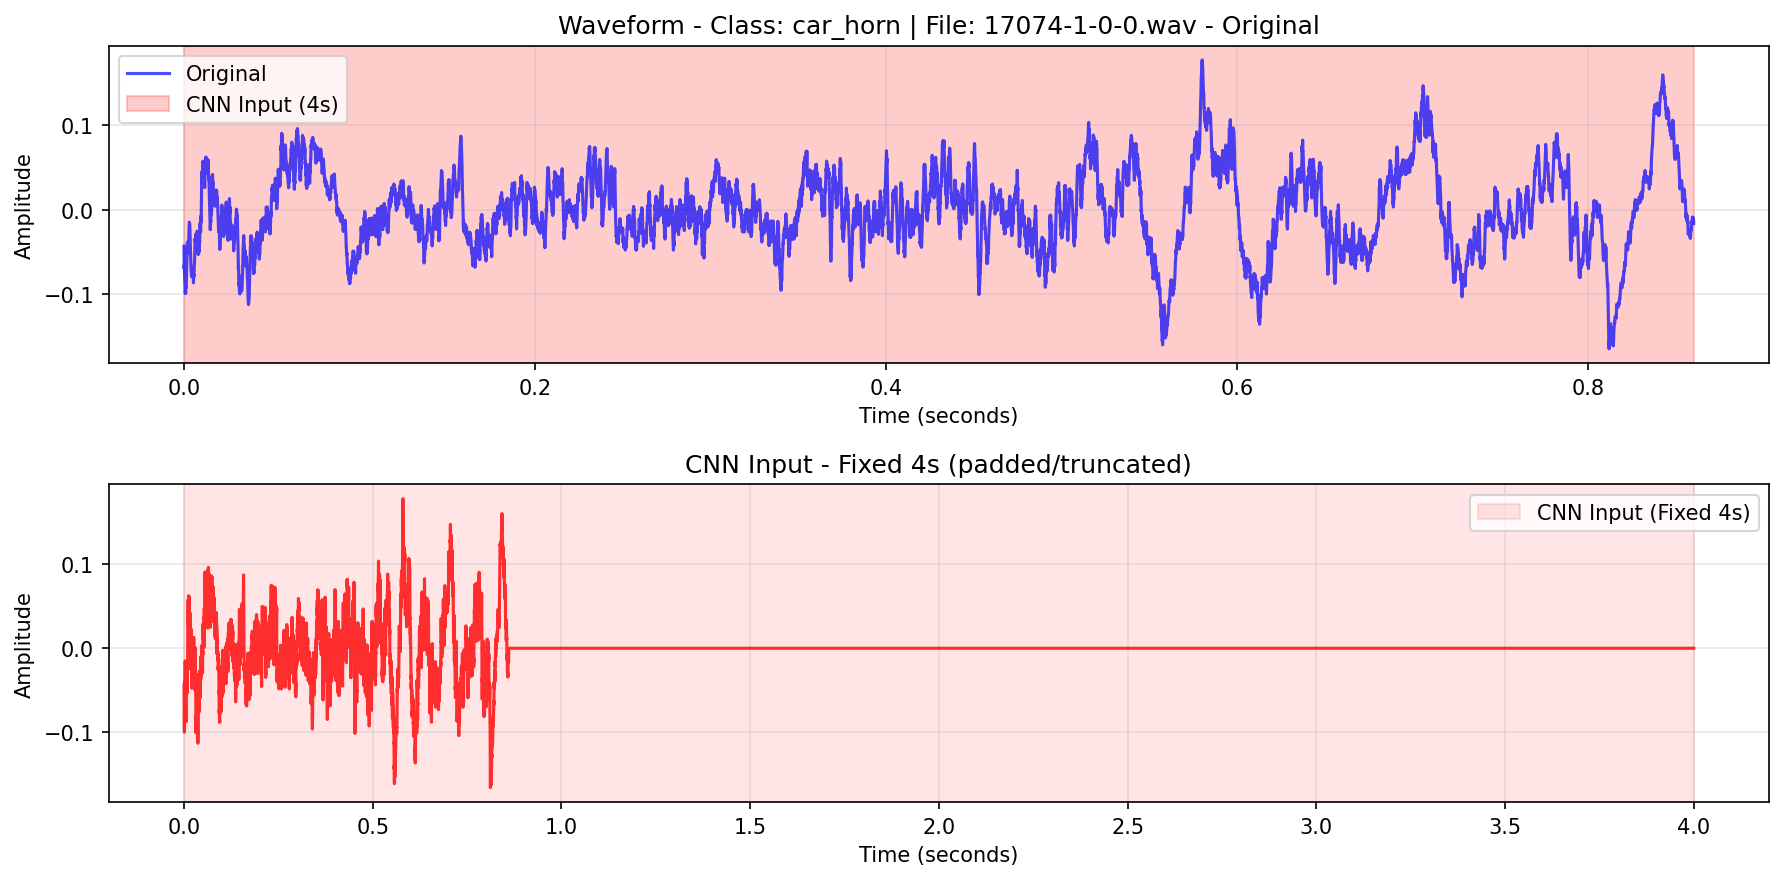 Waveform - Class: car_horn | File: 17074-1-0-0.wav - Original
Original
CNN Input (4s)
Amplitude
0.1
0.0
−0.1
0.0 0.2 0.4 0.6 0.8
Time (seconds)
CNN Input - Fixed 4s (padded/truncated)
CNN Input (Fixed 4s)
Amplitude
0.1
0.0
−0.1
0.0 0.5 1.0 1.5 2.0 2.5 3.0 3.5 4.0
Time (seconds)